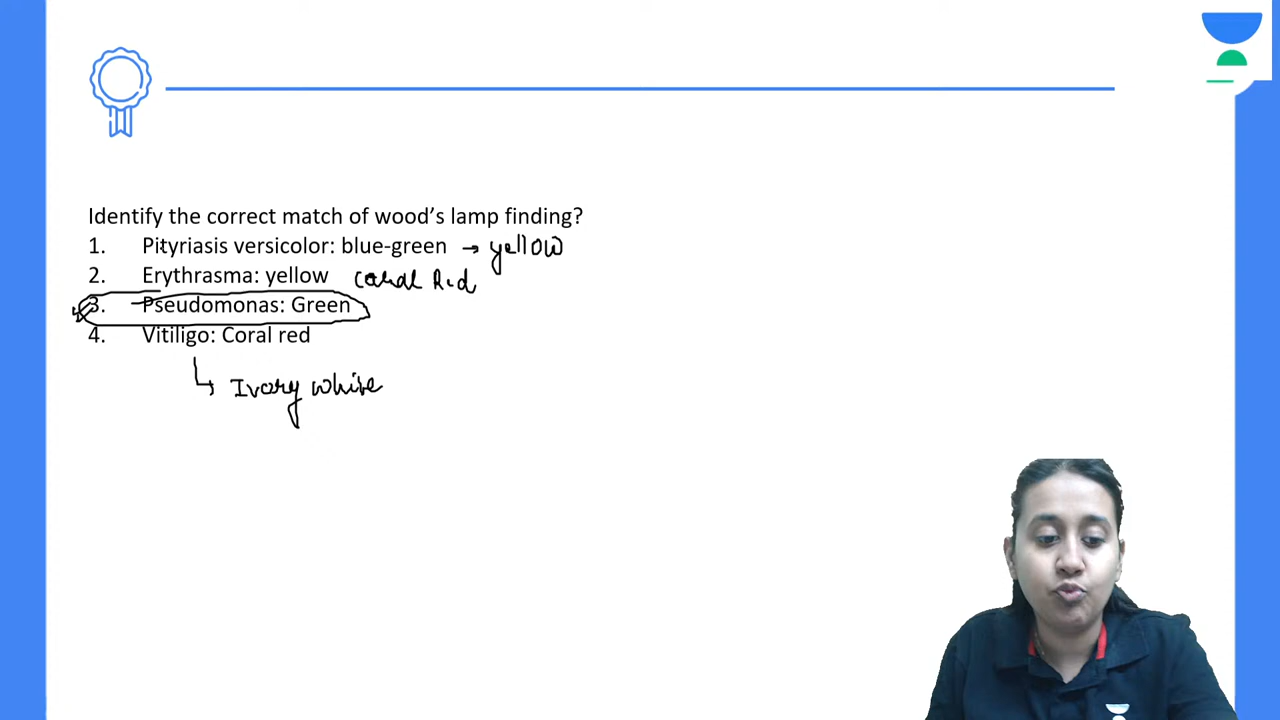 Identify the correct match of wood's lamp finding?
1. Pityriasis versicolor: blue-green → yellow
2. Erythrasma: yellow Coral Red
3. Pseudomonas: Green
4. Vitiligo: Coral red
Ivory white